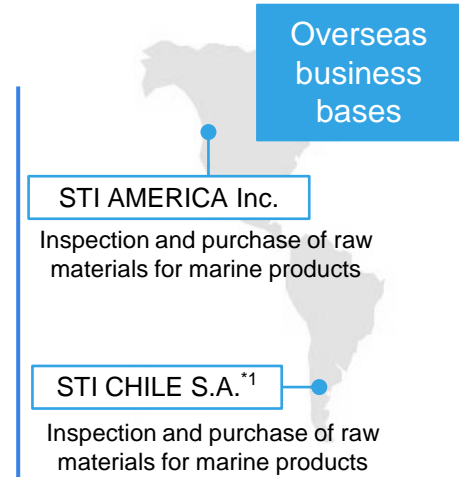 Overseas
business
bases
STI AMERICA Inc.
Inspection and purchase of raw
materials for marine products
STI CHILE S.A.*1
Inspection and purchase of raw
materials for marine products